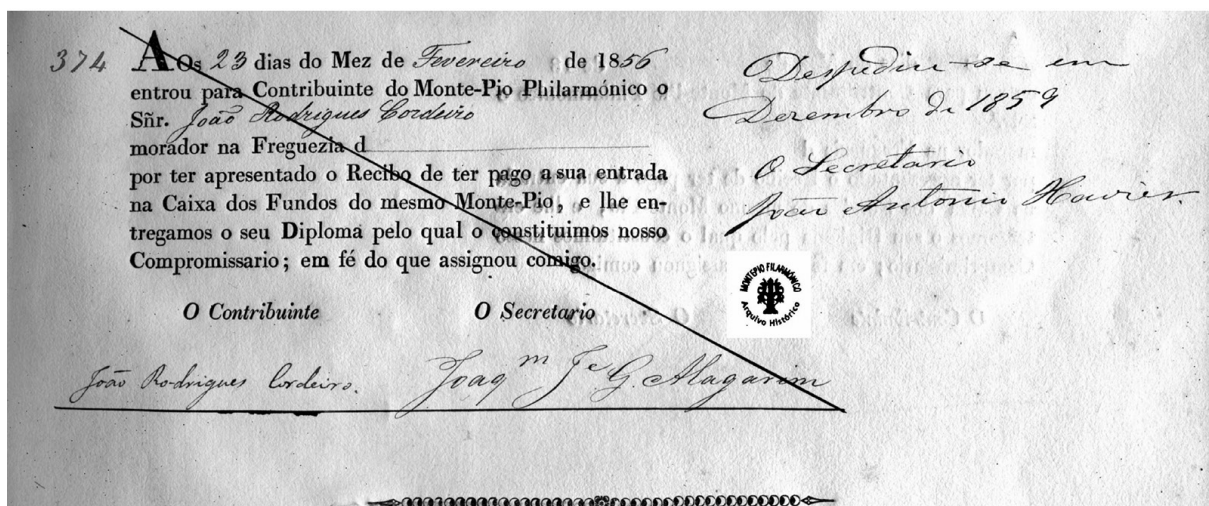 374 AOs 23 dias do Mez de Fevereiro de 1856
entrou para Contribuinte do Monte-Pio Philarmónico o
Sñr. João Rodrigues Cordeiro
morador na Freguezia d
por ter apresentado o Recibo de ter pago a sua entrada
na Caixa dos Fundos do mesmo Monte-Pio, e lhe en-
tregamos o seu Diploma pelo qual o constituimos nosso
Compromissario; em fé do que assignou comigo.
O Contribuinte O Secretario
João Rodrigues Cordeiro. Joaq.m Je G. Alagarim
Despediu-se em
Dezembro de 1859
O Secretario
João Antonio Xavier.
MONTEPIO FILARMÓNICO
Arquivo Histórico